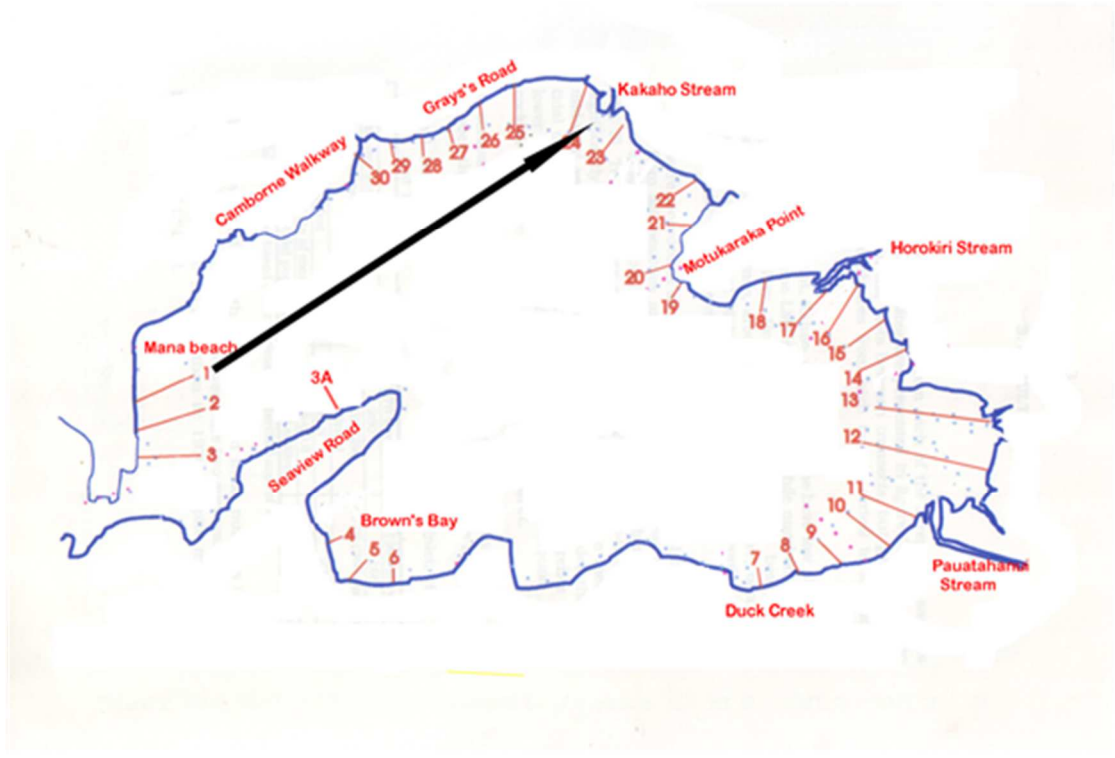 Gray's Road
Kakaho Stream
Camborne Walkway
30
29
28
27
26
25
24
23
22
21
20
19
Motukaraka Point
Horokiri Stream
18
17
16
15
14
13
12
11
10
9
8
7
Mana beach
1
2
3
3A
Seaview Road
Brown's Bay
4
5
6
Duck Creek
Pauatahanui
Stream